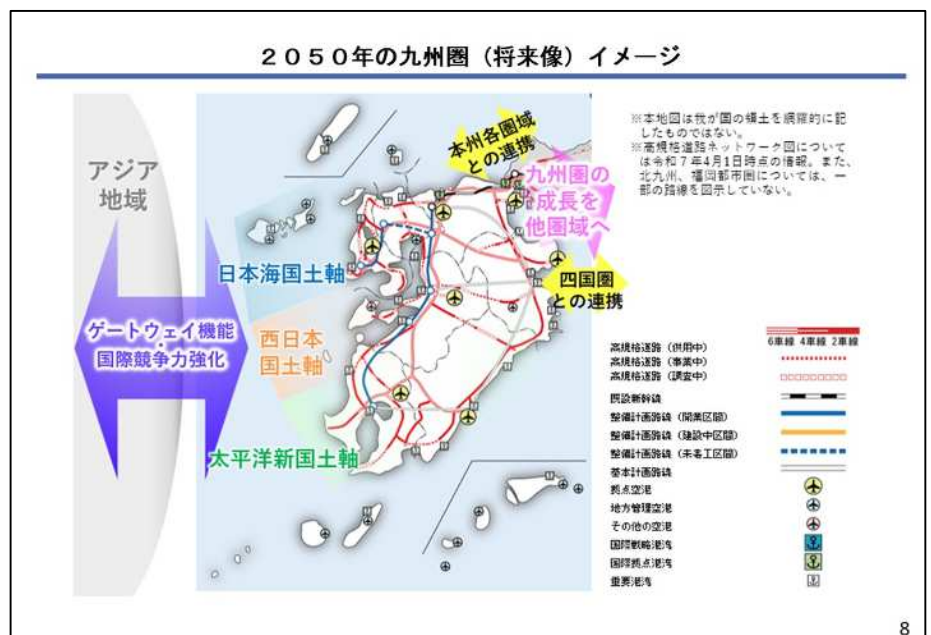 2050年の九州圏（将来像）イメージ
アジア
地域
本州各圏域
との連携
九州圏の
成長を
他圏域へ
四国圏
との連携
日本海国土軸
ゲートウェイ機能
・
国際競争力強化
西日本
国土軸
太平洋新国土軸
※本地図は我が国の領土を網羅的に記
したものではない。
※高規格道路ネットワーク図について
は令和7年4月1日時点の情報。また、
北九州、福岡都市圏については、一
部の路線を図示していない。
6車線 4車線 2車線
高規格道路（供用中）
高規格道路（事業中）
高規格道路（調査中）
既設新幹線
整備計画路線（開業区間）
整備計画路線（建設中区間）
整備計画路線（未着工区間）
基本計画路線
拠点空港
地方管理空港
その他の空港
国際戦略港湾
国際拠点港湾
重要港湾
8